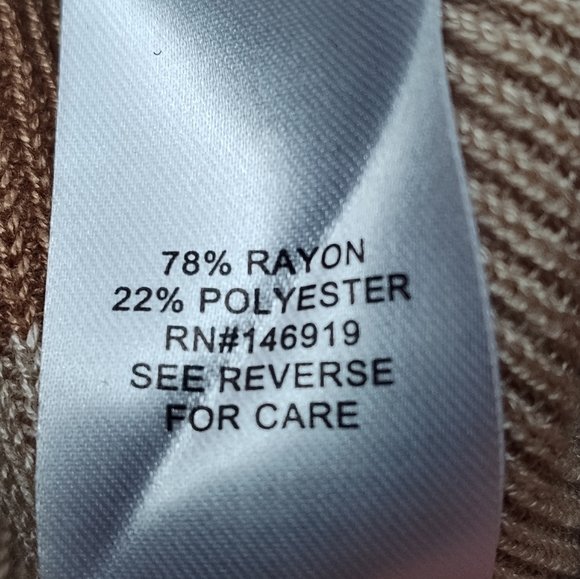 78% RAYON
22% POLYESTER
RN#146919
SEE REVERSE
FOR CARE